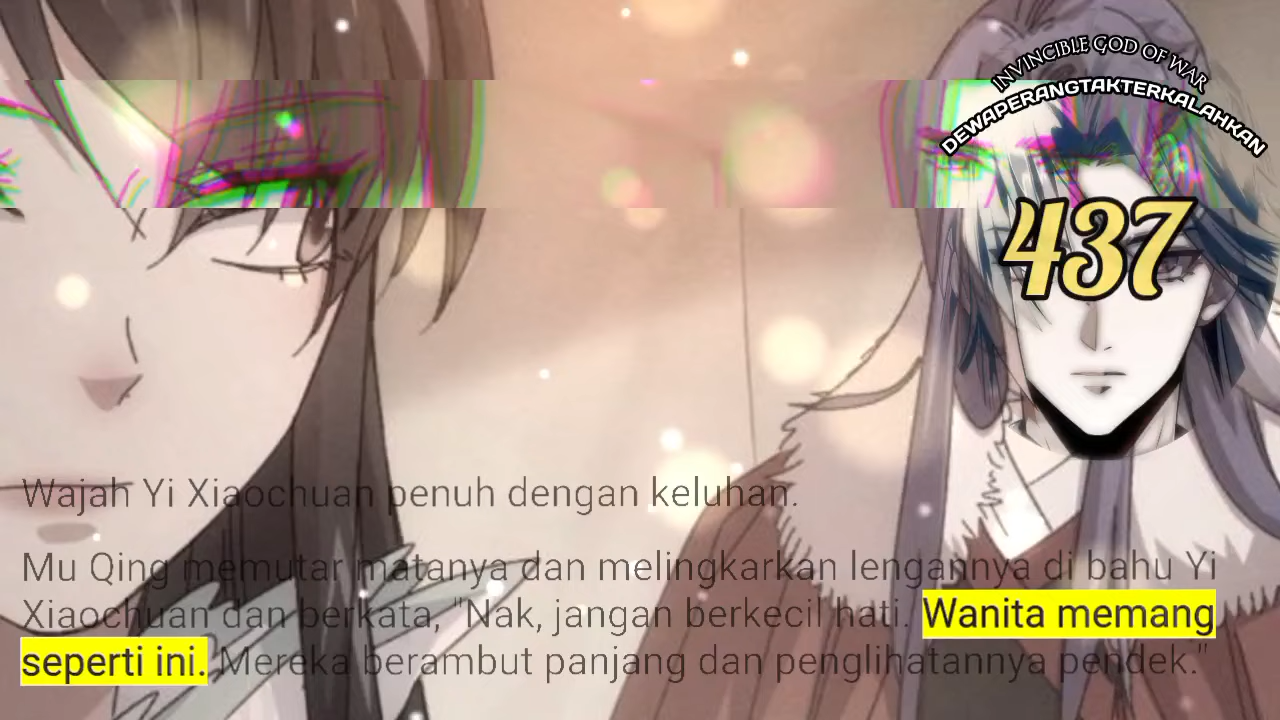 INVINCIBLE GOD OF WAR
DEWAPERANGTAKTERKALAHKAN
437
Wajah Yi Xiaochuan penuh dengan keluhan.
Mu Qing memutar matanya dan melingkarkan lengannya di bahu Yi
Xiaochuan dan berkata, "Nak, jangan berkecil hati. Wanita memang
seperti ini. Mereka berambut panjang dan penglihatannya pendek."